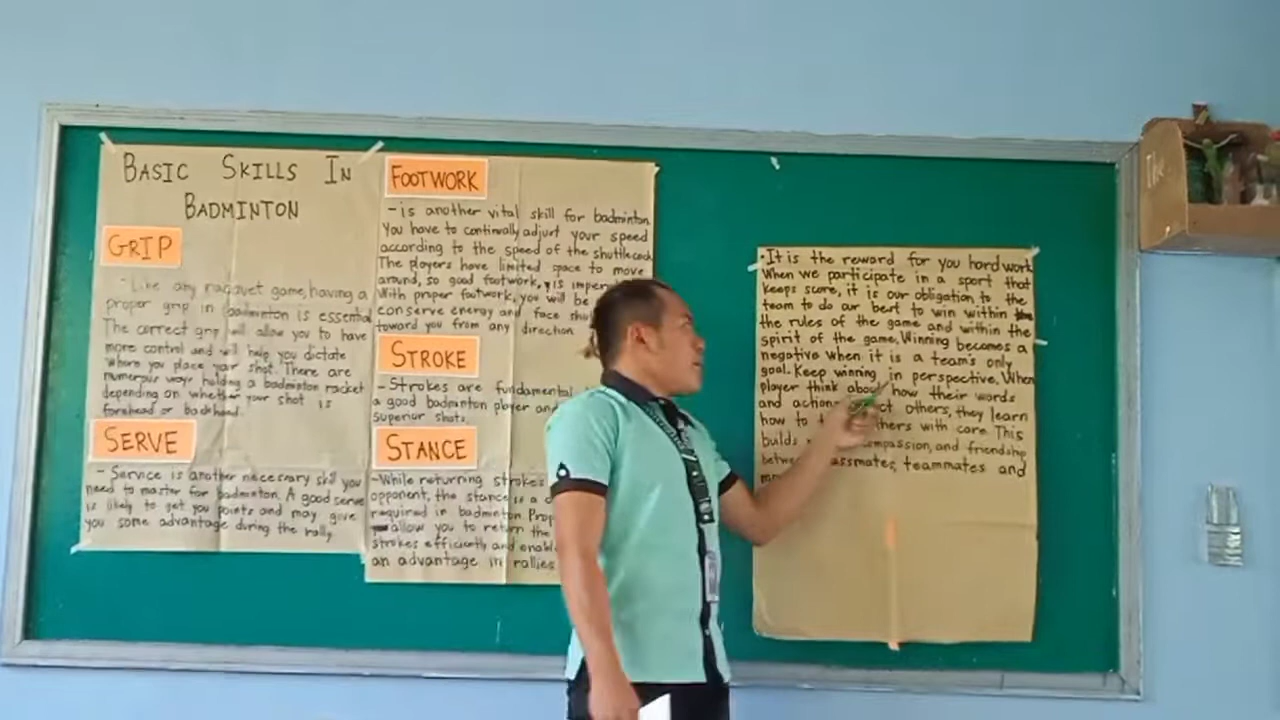 BASIC SKILLS IN
BADMINTON
GRIP
- Like any racquet game, having a
proper grip in badminton is essential
The correct grip will allow you to have
more control and will help you dictate
where you place your shot. There are
numerous ways holding a badminton racket
depending on whether your shot is
forehead or backhand.
SERVE
- Service is another necessary skill you
need to master for badminton. A good serve
is likely to get you points and may give
you some advantage during the rally
FOOTWORK
- is another vital skill for badminton
You have to continually adjust your speed
according to the speed of the shuttlecock
The players have limited space to move
around, so good footwork, is
With proper footwork, you will be
conserve energy and face
toward you from any direction
STROKE
- Strokes are fundamental
a good badminton player and
superior shots.
STANCE
- While returning strokes
opponent, the stance is a
required in badminton.
allow you to return the
strokes efficiently and
an advantage in rallies
• It is the reward for you hardwork
When we participate in a sport that
keeps score, it is our obligation to the
team to do our best to win within the
the rules of the game and within the
spirit of the game. Winning becomes a
negative when it is a team's only
goal. Keep winning in perspective. When
player think about how their words
and action others, they learn
how to with care. This
builds and friendship
teammates and
The